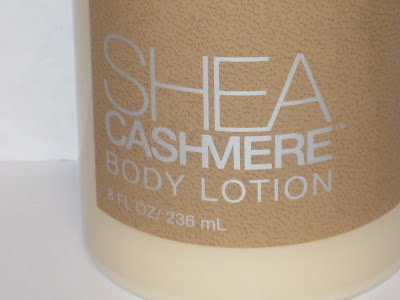 SHEA
CASHMERE™
BODY LOTION
8 FL OZ/ 236 mL